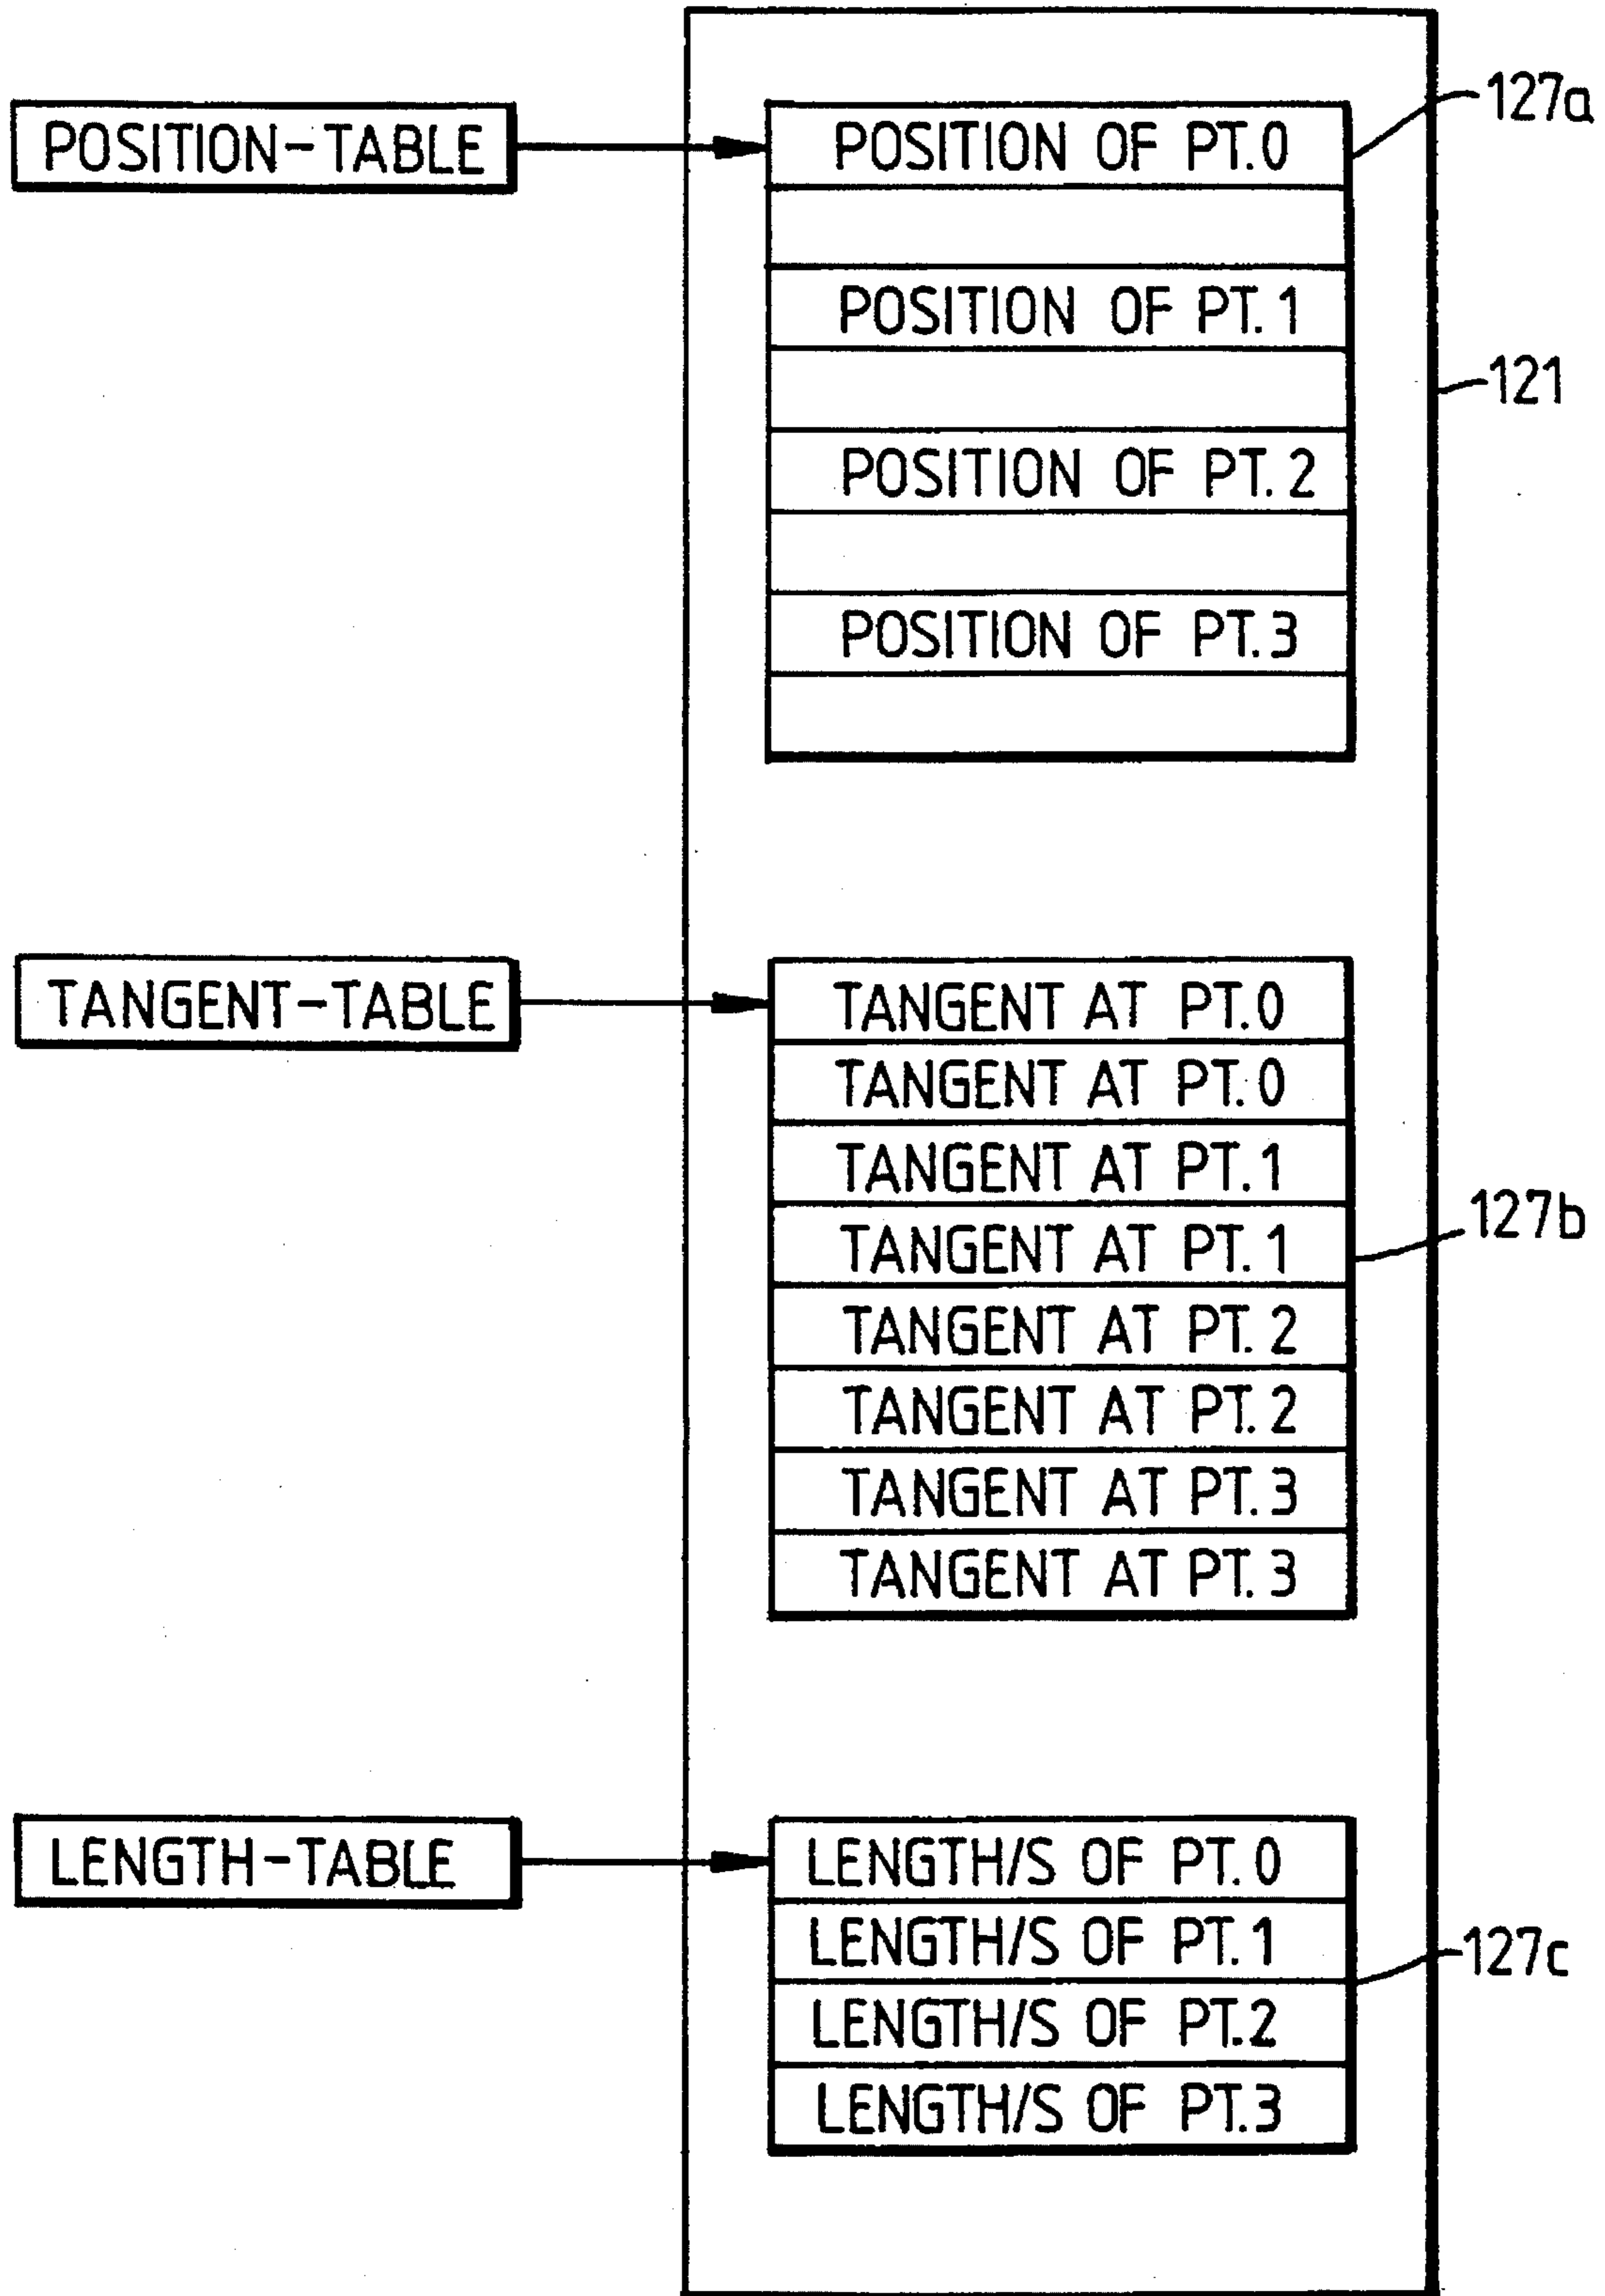 POSITION-TABLE
POSITION OF PT.0
127a
POSITION OF PT.1
121
POSITION OF PT.2
POSITION OF PT.3
TANGENT-TABLE
TANGENT AT PT.0
TANGENT AT PT.0
TANGENT AT PT.1
TANGENT AT PT.1
127b
TANGENT AT PT.2
TANGENT AT PT.2
TANGENT AT PT.3
TANGENT AT PT.3
LENGTH-TABLE
LENGTH/S OF PT.0
LENGTH/S OF PT.1
127c
LENGTH/S OF PT.2
LENGTH/S OF PT.3